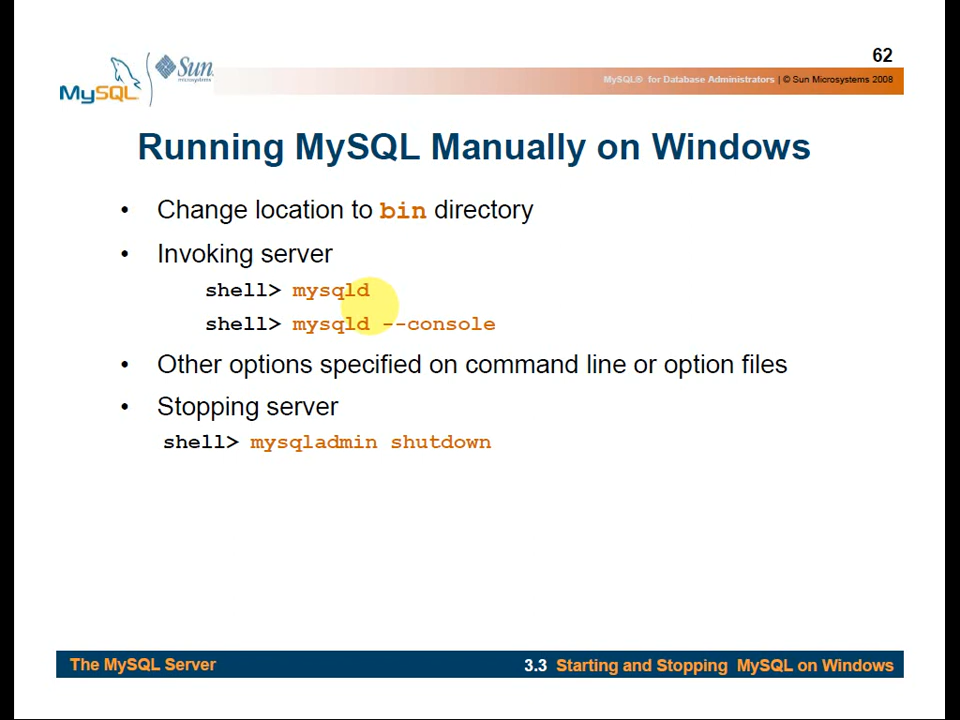 62
MySQL
Sun
microsystems
MySQL® for Database Administrators | © Sun Microsystems 2008
Running MySQL Manually on Windows
• Change location to bin directory
• Invoking server
shell> mysqld
shell> mysqld --console
• Other options specified on command line or option files
• Stopping server
shell> mysqladmin shutdown
The MySQL Server
3.3 Starting and Stopping MySQL on Windows